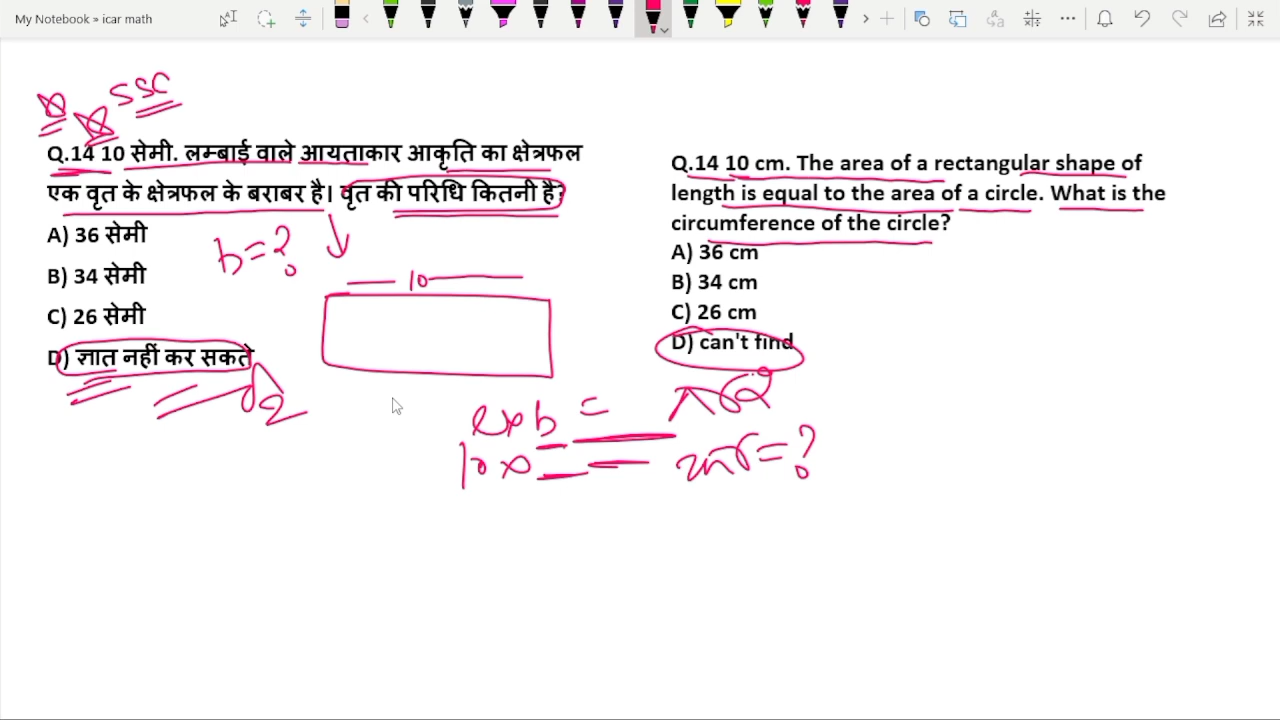 My Notebook » icar math
SSC
Q.14 10 सेमी. लम्बाई वाले आयताकार आकृति का क्षेत्रफल
एक वृत के क्षेत्रफल के बराबर है। वृत की परिधि कितनी है?
A) 36 सेमी
B) 34 सेमी
C) 26 सेमी
D) ज्ञात नहीं कर सकते
b=?
10
Q.14 10 cm. The area of a rectangular shape of
length is equal to the area of a circle. What is the
circumference of the circle?
A) 36 cm
B) 34 cm
C) 26 cm
D) can't find
l×b = πr²
10× = 2πr=?